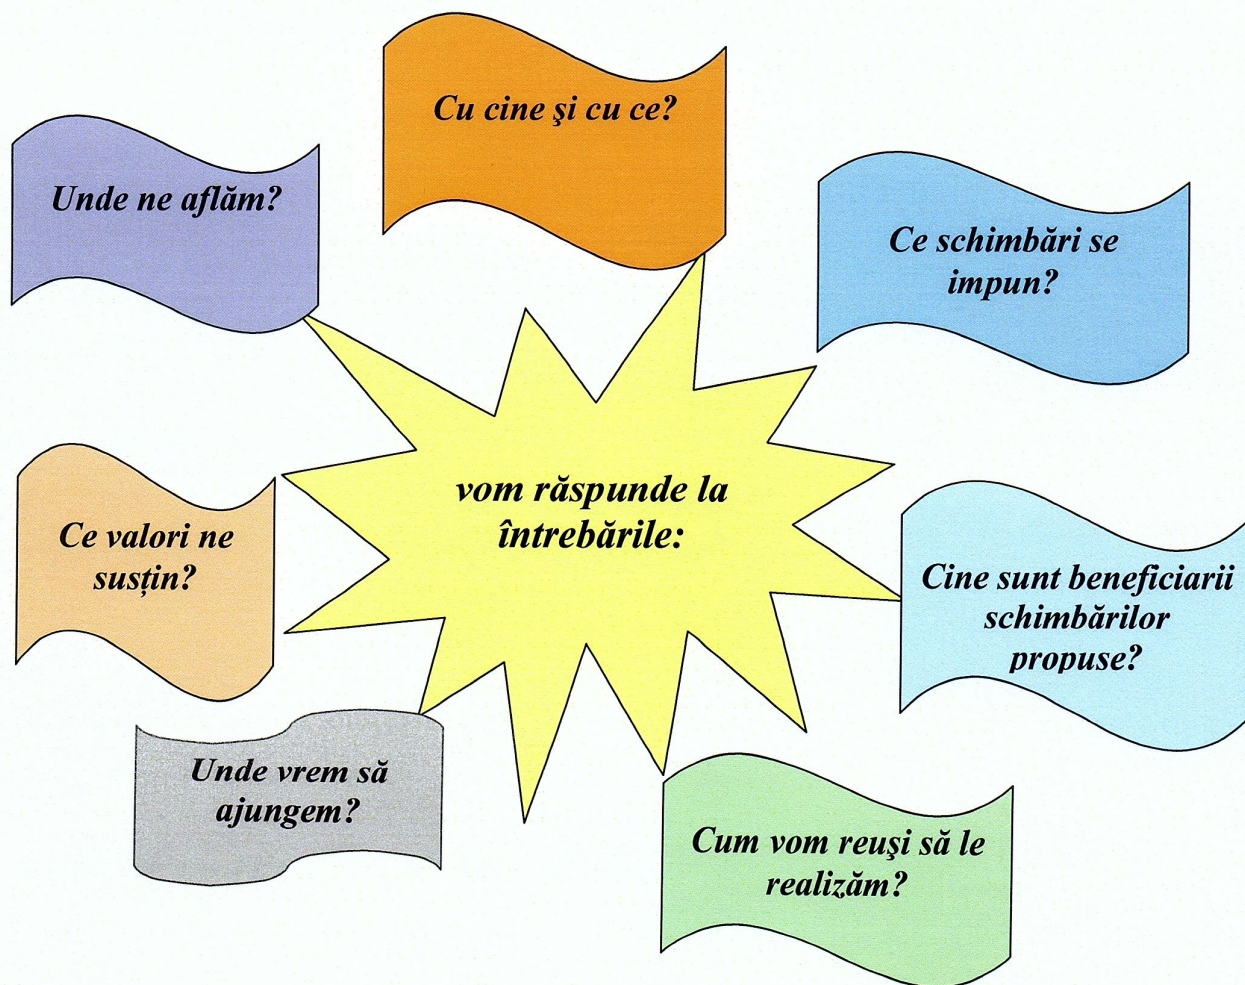 Cu cine şi cu ce?
Unde ne aflăm?
Ce schimbări se
impun?
vom răspunde la
întrebările:
Ce valori ne
susțin?
Cine sunt beneficiarii
schimbărilor
propuse?
Unde vrem să
ajungem?
Cum vom reuşi să le
realizăm?